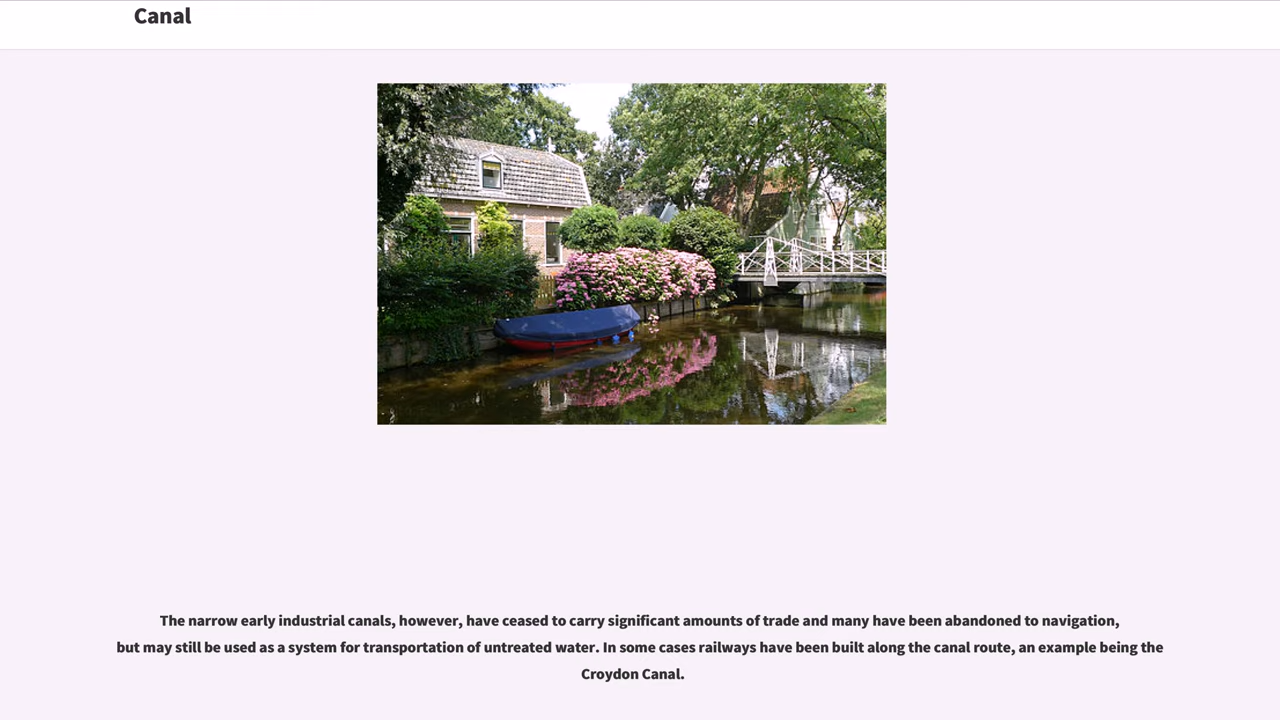 Canal
The narrow early industrial canals, however, have ceased to carry significant amounts of trade and many have been abandoned to navigation,
but may still be used as a system for transportation of untreated water. In some cases railways have been built along the canal route, an example being the
Croydon Canal.